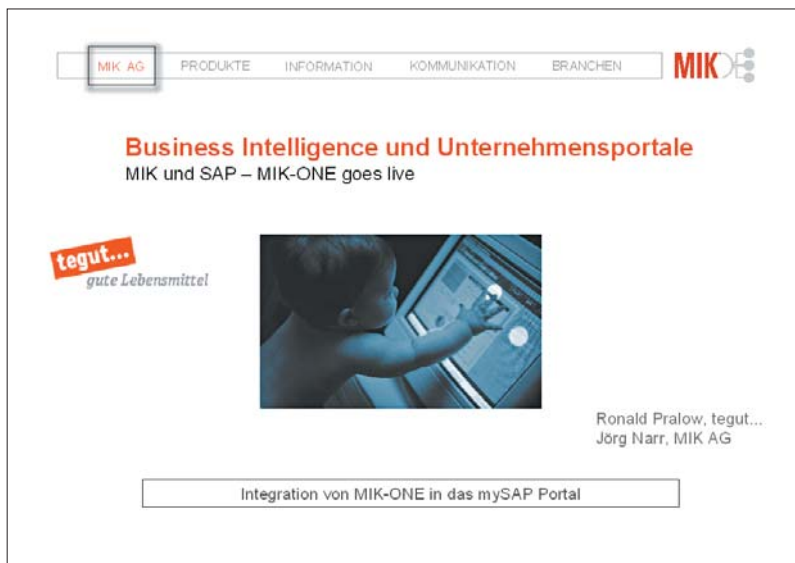 MIK AG PRODUKTE INFORMATION KOMMUNIKATION BRANCHEN MIK
Business Intelligence und Unternehmensportale
MIK und SAP – MIK-ONE goes live
tegut...
gute Lebensmittel
Ronald Pralow, tegut...
Jörg Narr, MIK AG
Integration von MIK-ONE in das mySAP Portal